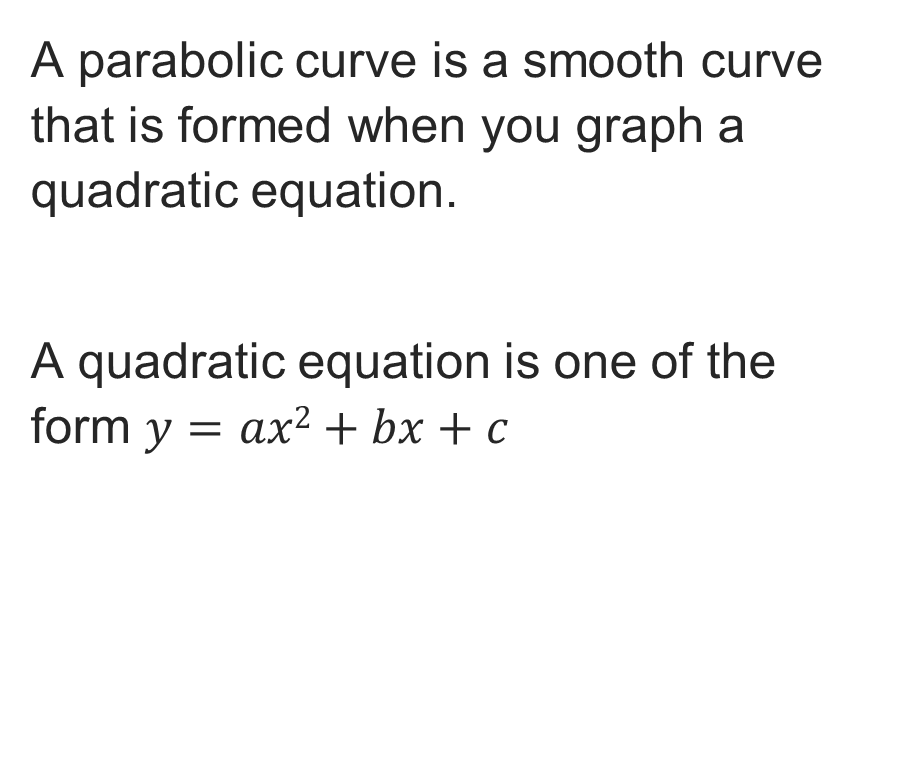 A parabolic curve is a smooth curve
that is formed when you graph a
quadratic equation.
A quadratic equation is one of the
form y = ax² + bx + c